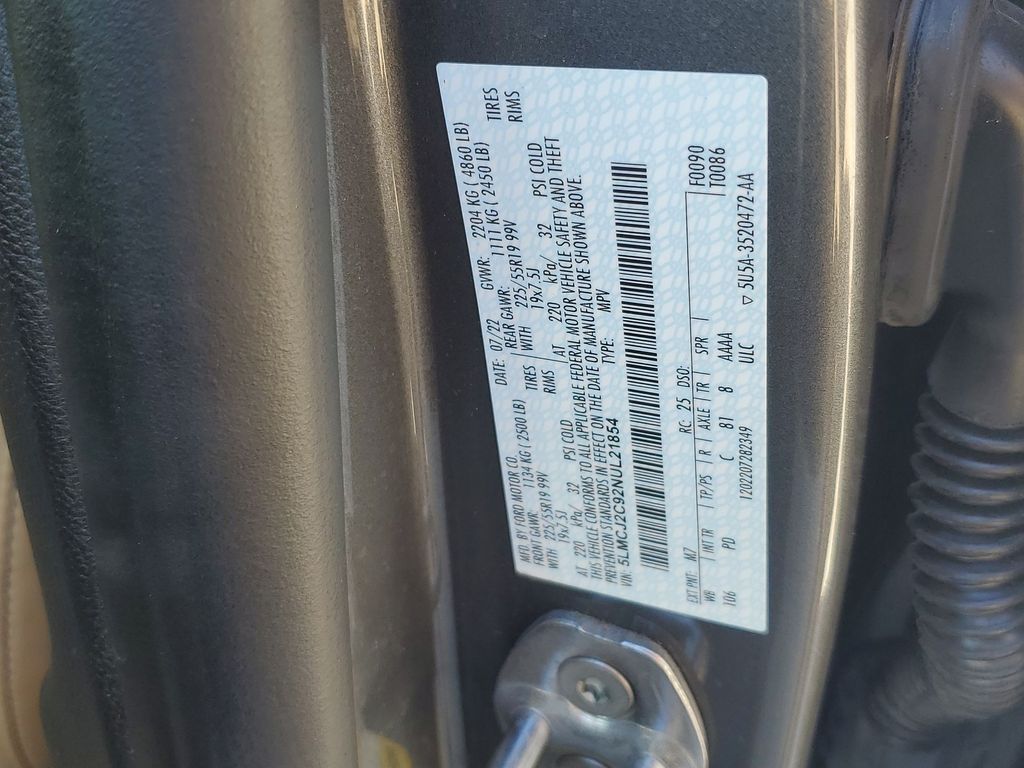 MFD. BY FORD MOTOR CO. DATE: 07/22 GVWR: 2204 KG ( 4860 LB)
FRONT GAWR: 1134 KG ( 2500 LB) REAR GAWR: 1111 KG ( 2450 LB)
WITH 225/55R19 99V TIRES WITH 225/55R19 99V TIRES
19x7.5J RIMS 19x7.5J RIMS
AT 220 kPa/ 32 PSI COLD AT 220 kPa/ 32 PSI COLD
THIS VEHICLE CONFORMS TO ALL APPLICABLE FEDERAL MOTOR VEHICLE SAFETY AND THEFT
PREVENTION STANDARDS IN EFFECT ON THE DATE OF MANUFACTURE SHOWN ABOVE.
VIN: 5LMCJ2C92NUL21854 TYPE: MPV
EXT PNT: M7 RC: 25 DSO: F0090
WB INT TR TP/PS R AXLE TR SPR T0086
106 PD C 81 8 AAAA
ULC
1202207282349 ▽ 5U5A-3520472-AA